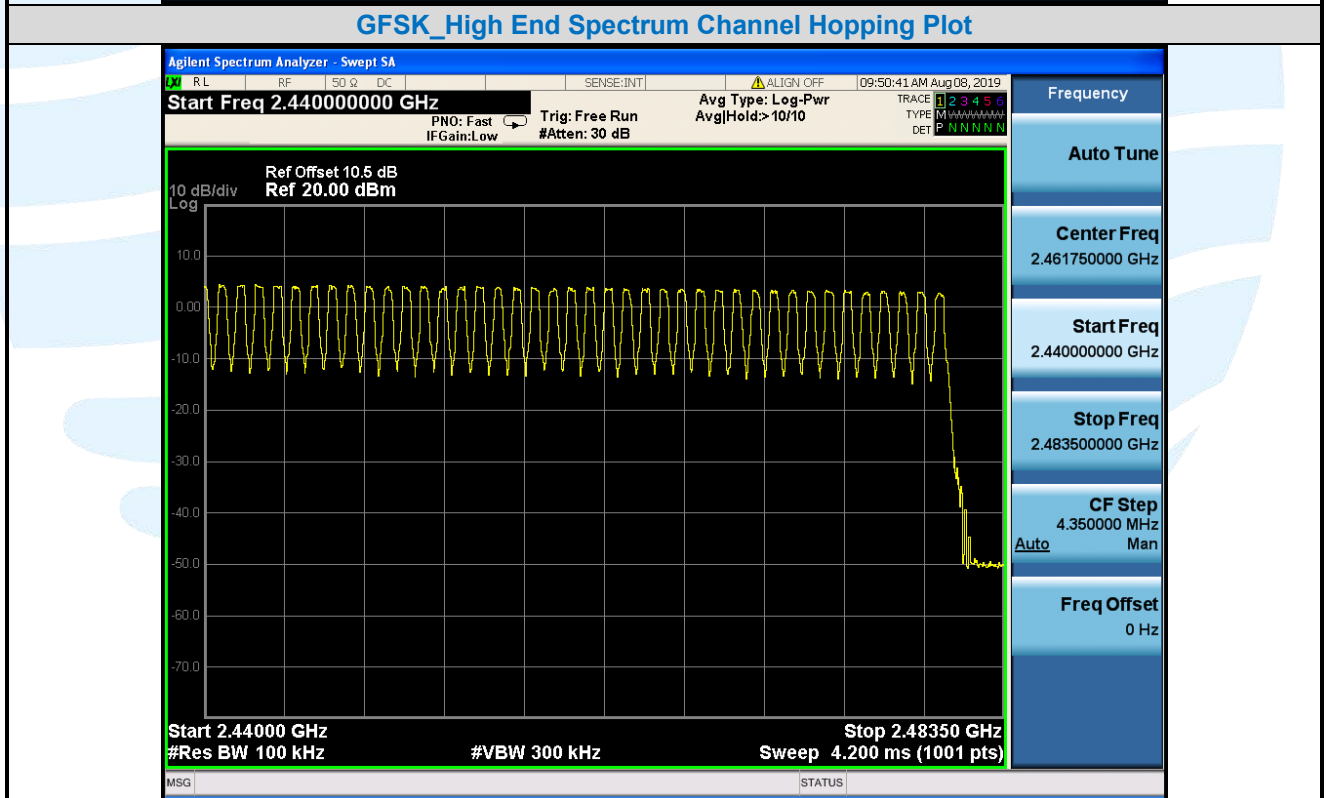 GFSK_High End Spectrum Channel Hopping Plot
Agilent Spectrum Analyzer - Swept SA
LXI RL RF 50 Ω DC SENSE:INT ALIGN OFF 09:50:41 AM Aug 08, 2019
Start Freq 2.440000000 GHz
PNO: Fast
IFGain:Low
Trig: Free Run
#Atten: 30 dB
Avg Type: Log-Pwr
Avg|Hold:>10/10
TRACE 1 2 3 4 5 6
TYPE M WWWWW
DET P N N N N N
Ref Offset 10.5 dB
10 dB/div Ref 20.00 dBm
Log
10.0
0.00
-10.0
-20.0
-30.0
-40.0
-50.0
-60.0
-70.0
Start 2.44000 GHz Stop 2.48350 GHz
#Res BW 100 kHz #VBW 300 kHz Sweep 4.200 ms (1001 pts)
MSG STATUS
Frequency
Auto Tune
Center Freq
2.461750000 GHz
Start Freq
2.440000000 GHz
Stop Freq
2.483500000 GHz
CF Step
4.350000 MHz
Auto Man
Freq Offset
0 Hz